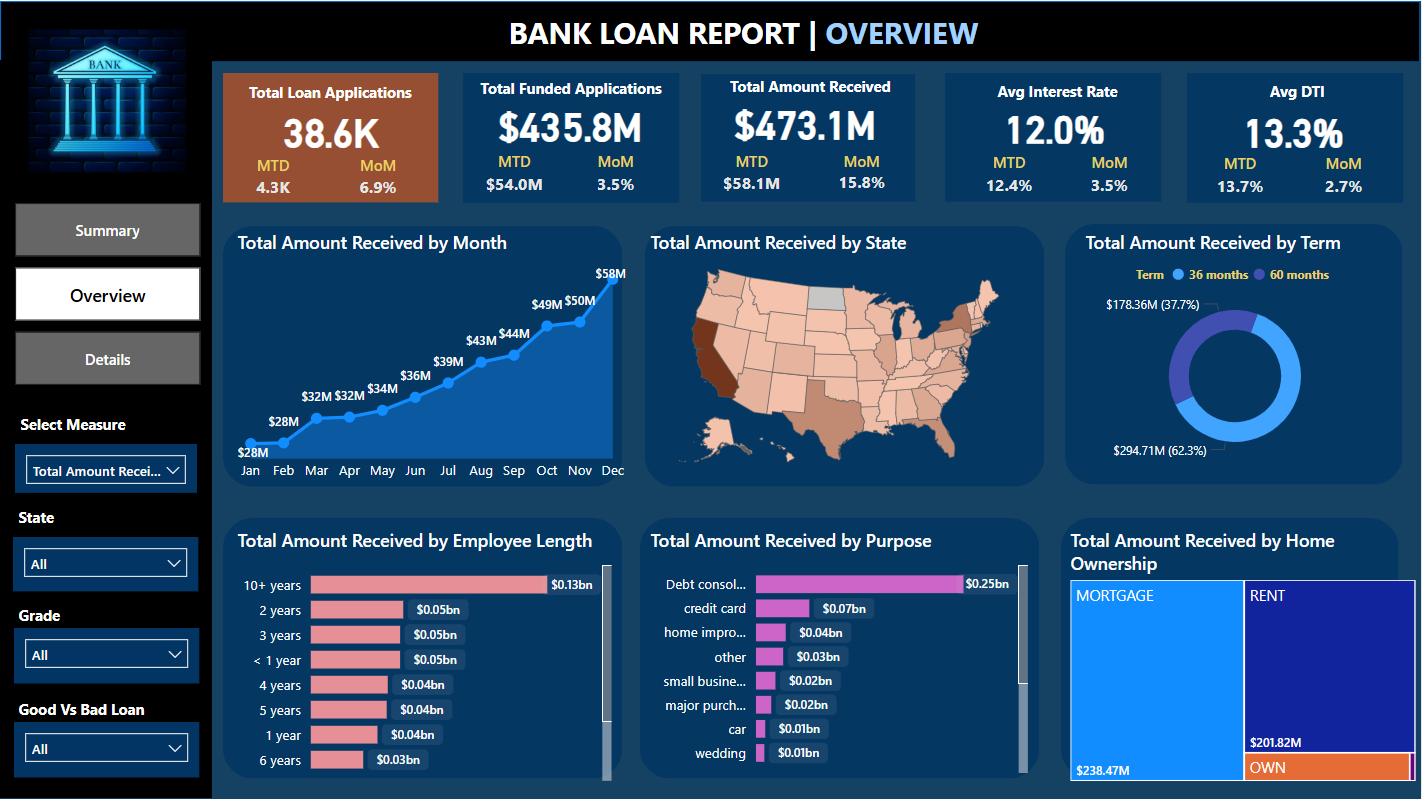 BANK LOAN REPORT | OVERVIEW
BANK
Total Loan Applications
38.6K
MTD MoM
4.3K 6.9%
Total Funded Applications
$435.8M
MTD MoM
$54.0M 3.5%
Total Amount Received
$473.1M
MTD MoM
$58.1M 15.8%
Avg Interest Rate
12.0%
MTD MoM
12.4% 3.5%
Avg DTI
13.3%
MTD MoM
13.7% 2.7%
Summary
Overview
Details
Select Measure
Total Amount Recei...
State
All
Grade
All
Good Vs Bad Loan
All
Total Amount Received by Month
$28M $28M $32M $32M $34M $36M $39M $43M $44M $49M $50M $58M
Jan Feb Mar Apr May Jun Jul Aug Sep Oct Nov Dec
Total Amount Received by State
Total Amount Received by Term
Term 36 months 60 months
$178.36M (37.7%)
$294.71M (62.3%)
Total Amount Received by Employee Length
10+ years $0.13bn
2 years $0.05bn
3 years $0.05bn
< 1 year $0.05bn
4 years $0.04bn
5 years $0.04bn
1 year $0.04bn
6 years $0.03bn
Total Amount Received by Purpose
Debt consol... $0.25bn
credit card $0.07bn
home impro... $0.04bn
other $0.03bn
small busine... $0.02bn
major purch... $0.02bn
car $0.01bn
wedding $0.01bn
Total Amount Received by Home
Ownership
MORTGAGE
$238.47M
RENT
$201.82M
OWN